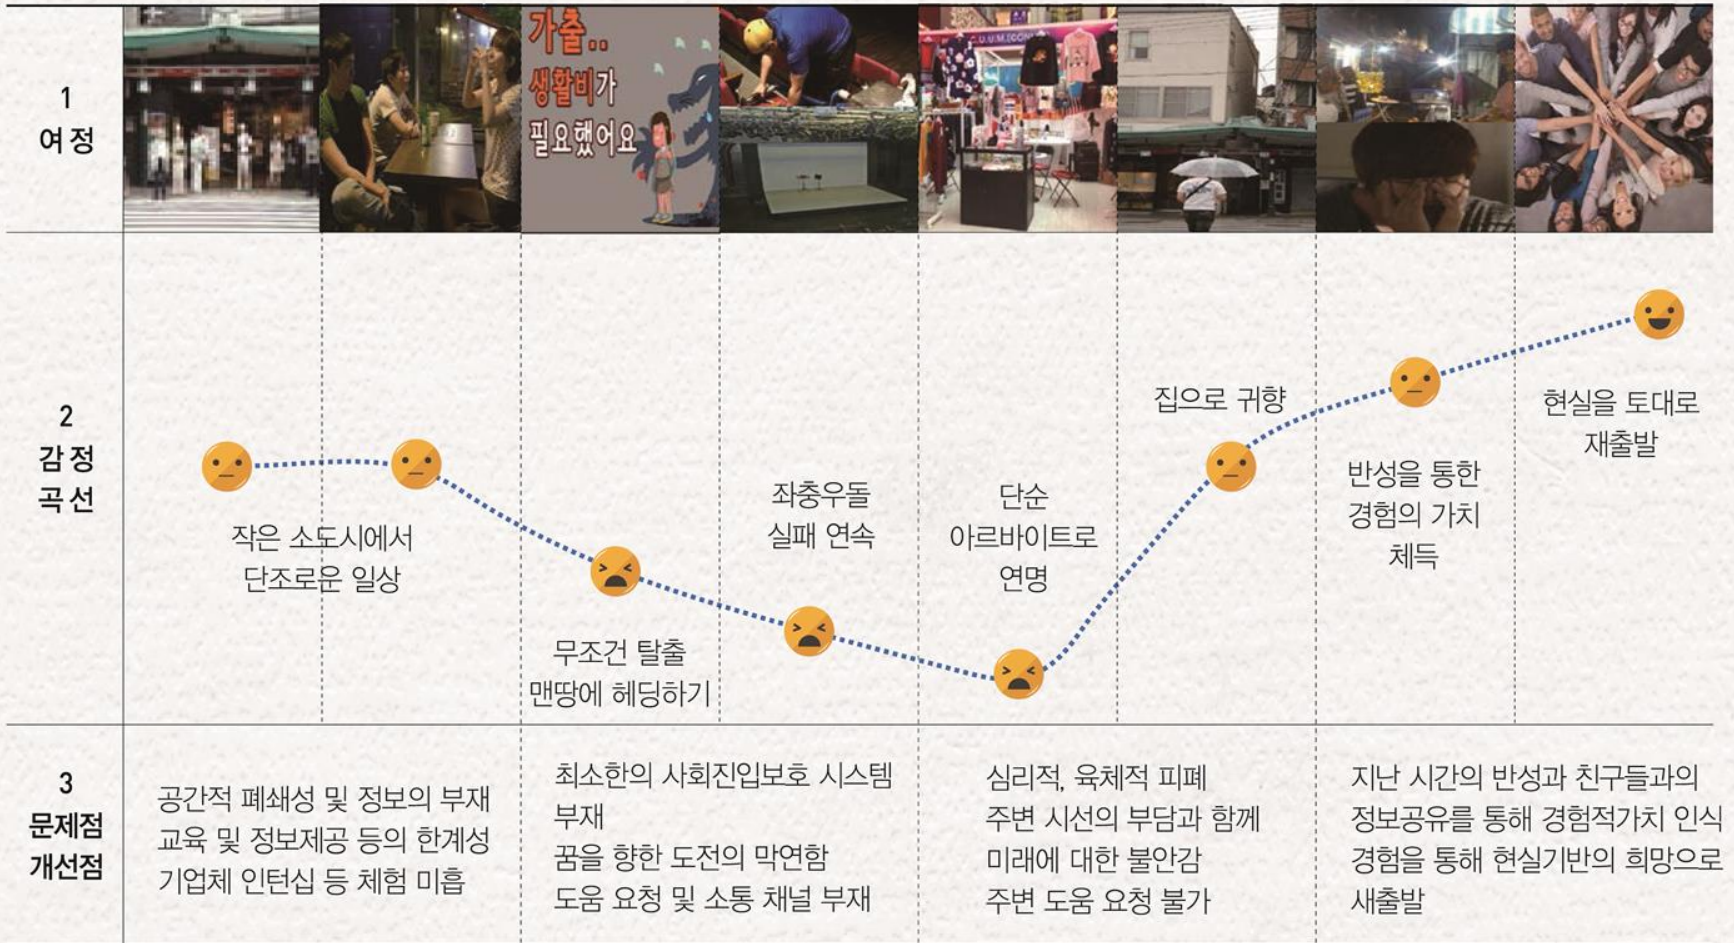 1
여정
가출..
생활비가
필요했어요
C.U.U.M.
2
감정
곡선
작은 소도시에서
단조로운 일상
무조건 탈출
맨땅에 헤딩하기
좌충우돌
실패 연속
단순
아르바이트로
연명
집으로 귀향
반성을 통한
경험의 가치
체득
현실을 토대로
재출발
3
문제점
개선점
공간적 폐쇄성 및 정보의 부재
교육 및 정보제공 등의 한계성
기업체 인턴십 등 체험 미흡
최소한의 사회진입보호 시스템
부재
꿈을 향한 도전의 막연함
도움 요청 및 소통 채널 부재
심리적, 육체적 피폐
주변 시선의 부담과 함께
미래에 대한 불안감
주변 도움 요청 불가
지난 시간의 반성과 친구들과의
정보공유를 통해 경험적가치 인식
경험을 통해 현실기반의 희망으로
새출발